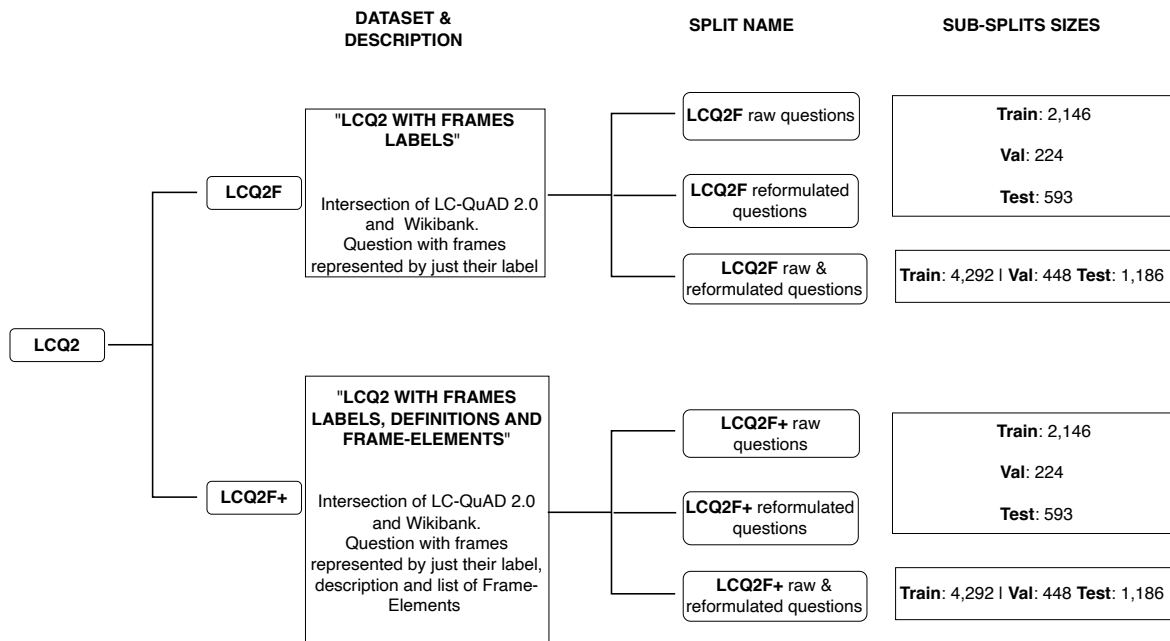 DATASET &
DESCRIPTION
SPLIT NAME
SUB-SPLITS SIZES
LCQ2
LCQ2F
"LCQ2 WITH FRAMES
LABELS"
Intersection of LC-QuAD 2.0
and Wikibank.
Question with frames
represented by just their label
LCQ2F raw questions
LCQ2F reformulated
questions
LCQ2F raw &
reformulated questions
Train: 2,146
Val: 224
Test: 593
Train: 4,292 | Val: 448 Test: 1,186
LCQ2F+
"LCQ2 WITH FRAMES
LABELS, DEFINITIONS AND
FRAME-ELEMENTS"
Intersection of LC-QuAD 2.0
and Wikibank.
Question with frames
represented by just their label,
description and list of Frame-
Elements
LCQ2F+ raw
questions
LCQ2F+ reformulated
questions
LCQ2F+ raw &
reformulated questions
Train: 2,146
Val: 224
Test: 593
Train: 4,292 | Val: 448 Test: 1,186